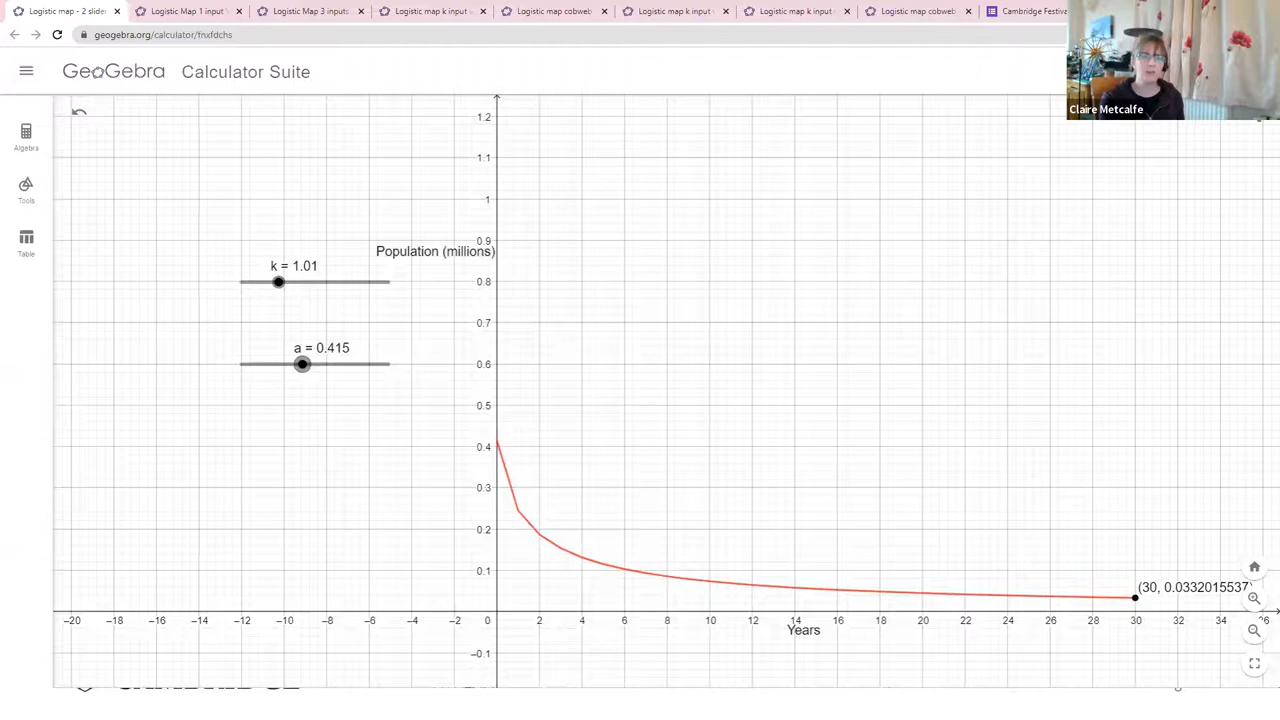 Logistic map - 2 slider
Logistic Map 1 input
Logistic Map 3 inputs
Logistic map k input w
Logistic map cobweb
Logistic map k input
Logistic map k input
Logistic map cobweb
Cambridge Festiva
geogebra.org/calculator/fnxfdchs
GeoGebra Calculator Suite
Claire Metcalfe
Algebra
Tools
Table
1.2
1.1
1
0.9
Population (millions)
k = 1.01
0.8
0.7
a = 0.415
0.6
0.5
0.4
0.3
0.2
0.1
(30, 0.0332015537)
−20 −18 −16 −14 −12 −10 −8 −6 −4 −2 0 2 4 6 8 10 12 14 16 18 20 22 24 26 28 30 32 34 36
Years
−0.1